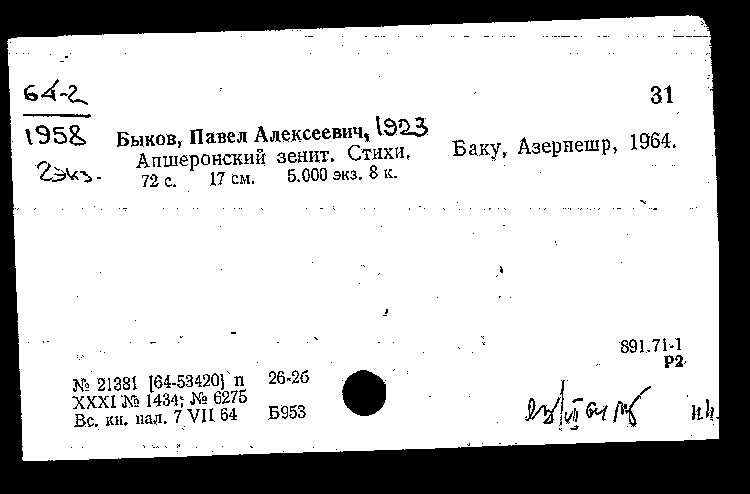 64-2
31
1958
Быков, Павел Алексеевич, 1923
Апшеронский зенит. Стихи. Баку, Азернешр, 1964.
2 экз.
72 с. 17 см. 5.000 экз. 8 к.
891.71-1
Р2
№ 21381 [64-53420] п 26-26
XXXI № 1434; № 6275
Вс. кн. пал. 7 VII 64 Б953